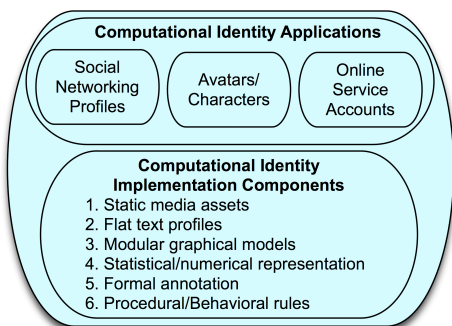 Computational Identity Applications
Social
Networking
Profiles
Avatars/
Characters
Online
Service
Accounts
Computational Identity
Implementation Components
1. Static media assets
2. Flat text profiles
3. Modular graphical models
4. Statistical/numerical representation
5. Formal annotation
6. Procedural/Behavioral rules